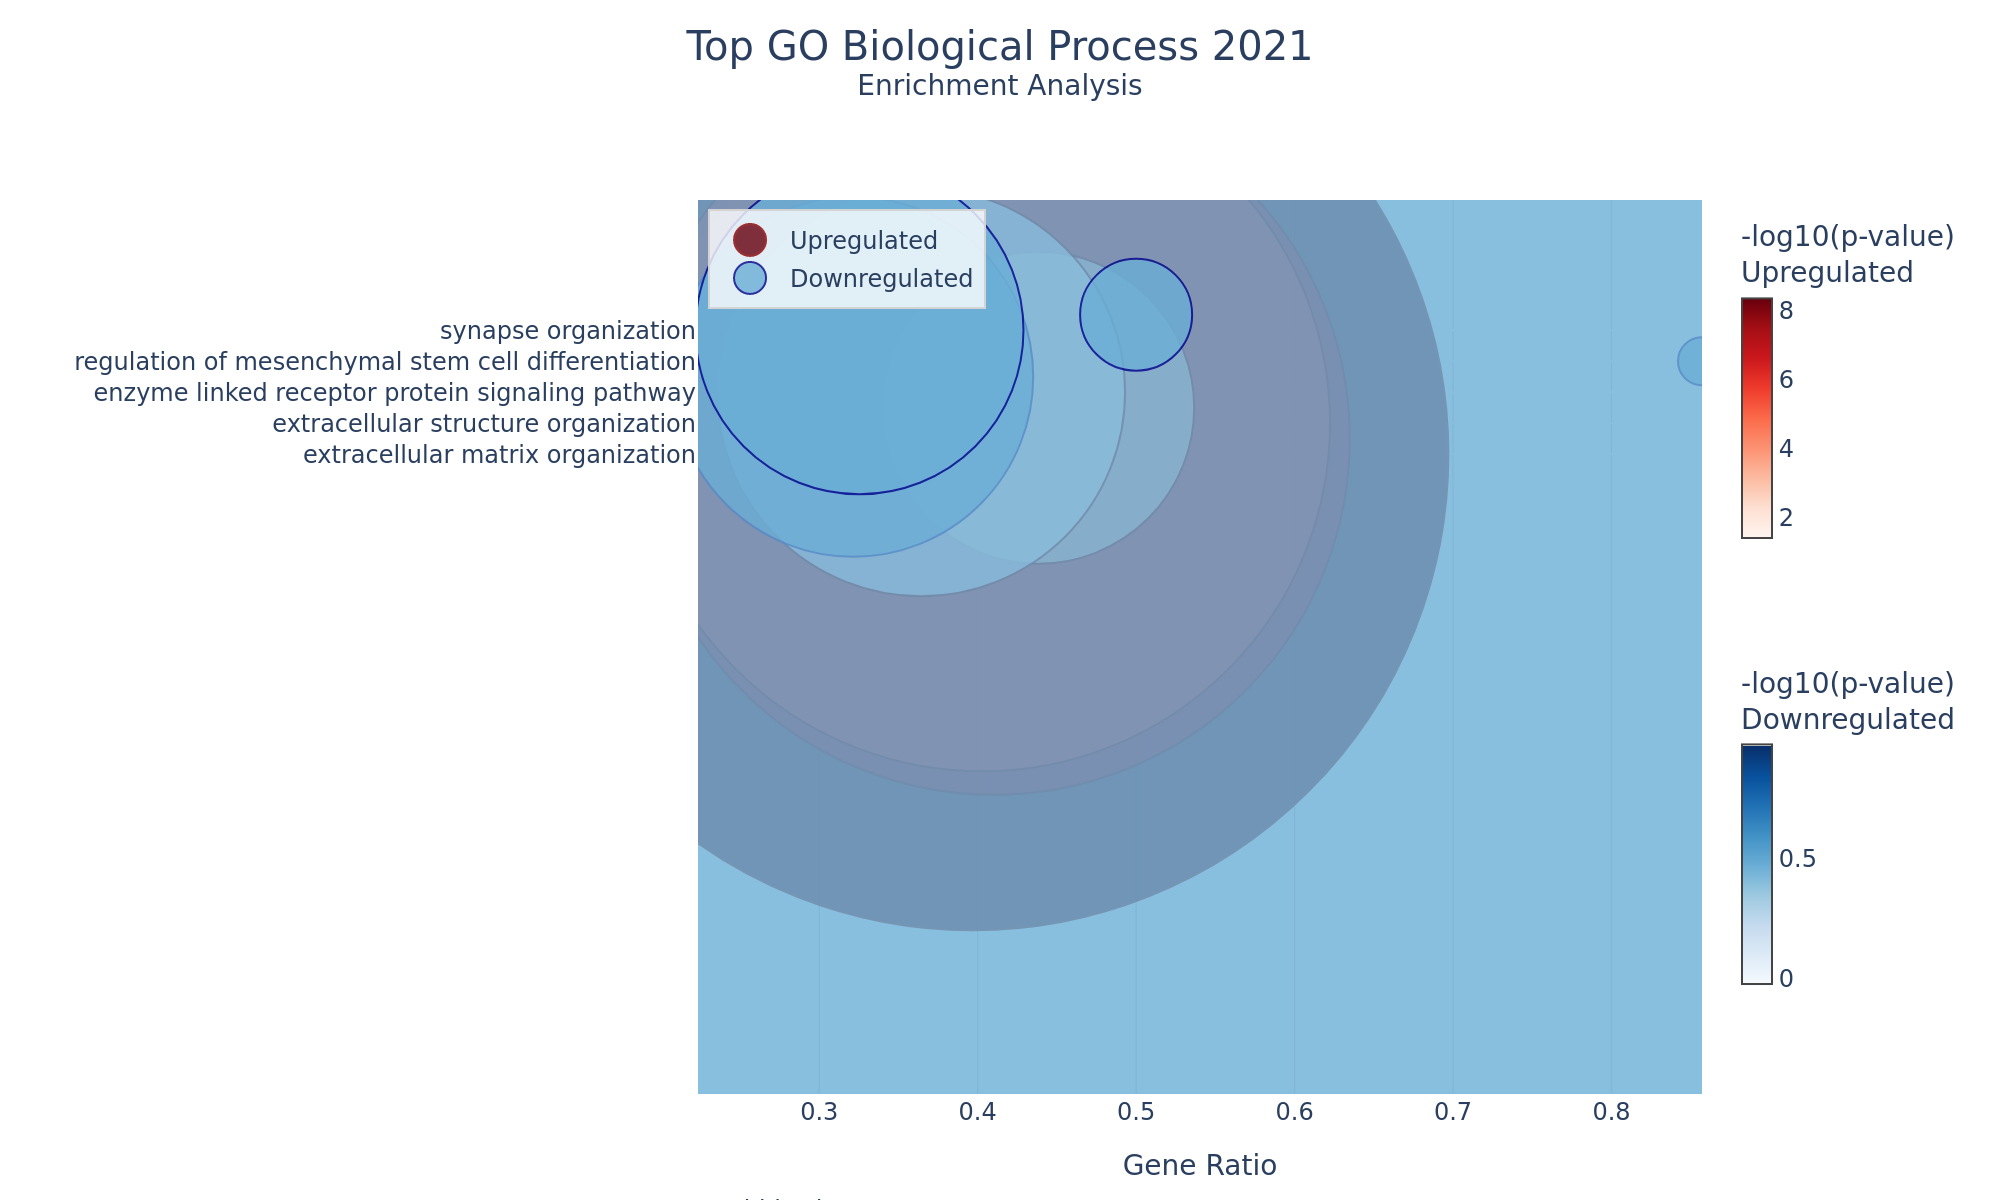 Top GO Biological Process 2021
Enrichment Analysis
Upregulated
Downregulated
synapse organization
regulation of mesenchymal stem cell differentiation
enzyme linked receptor protein signaling pathway
extracellular structure organization
extracellular matrix organization
0.3
0.4
0.5
0.6
0.7
0.8
Gene Ratio
-log10(p-value)
Upregulated
8
6
4
2
-log10(p-value)
Downregulated
0.5
0